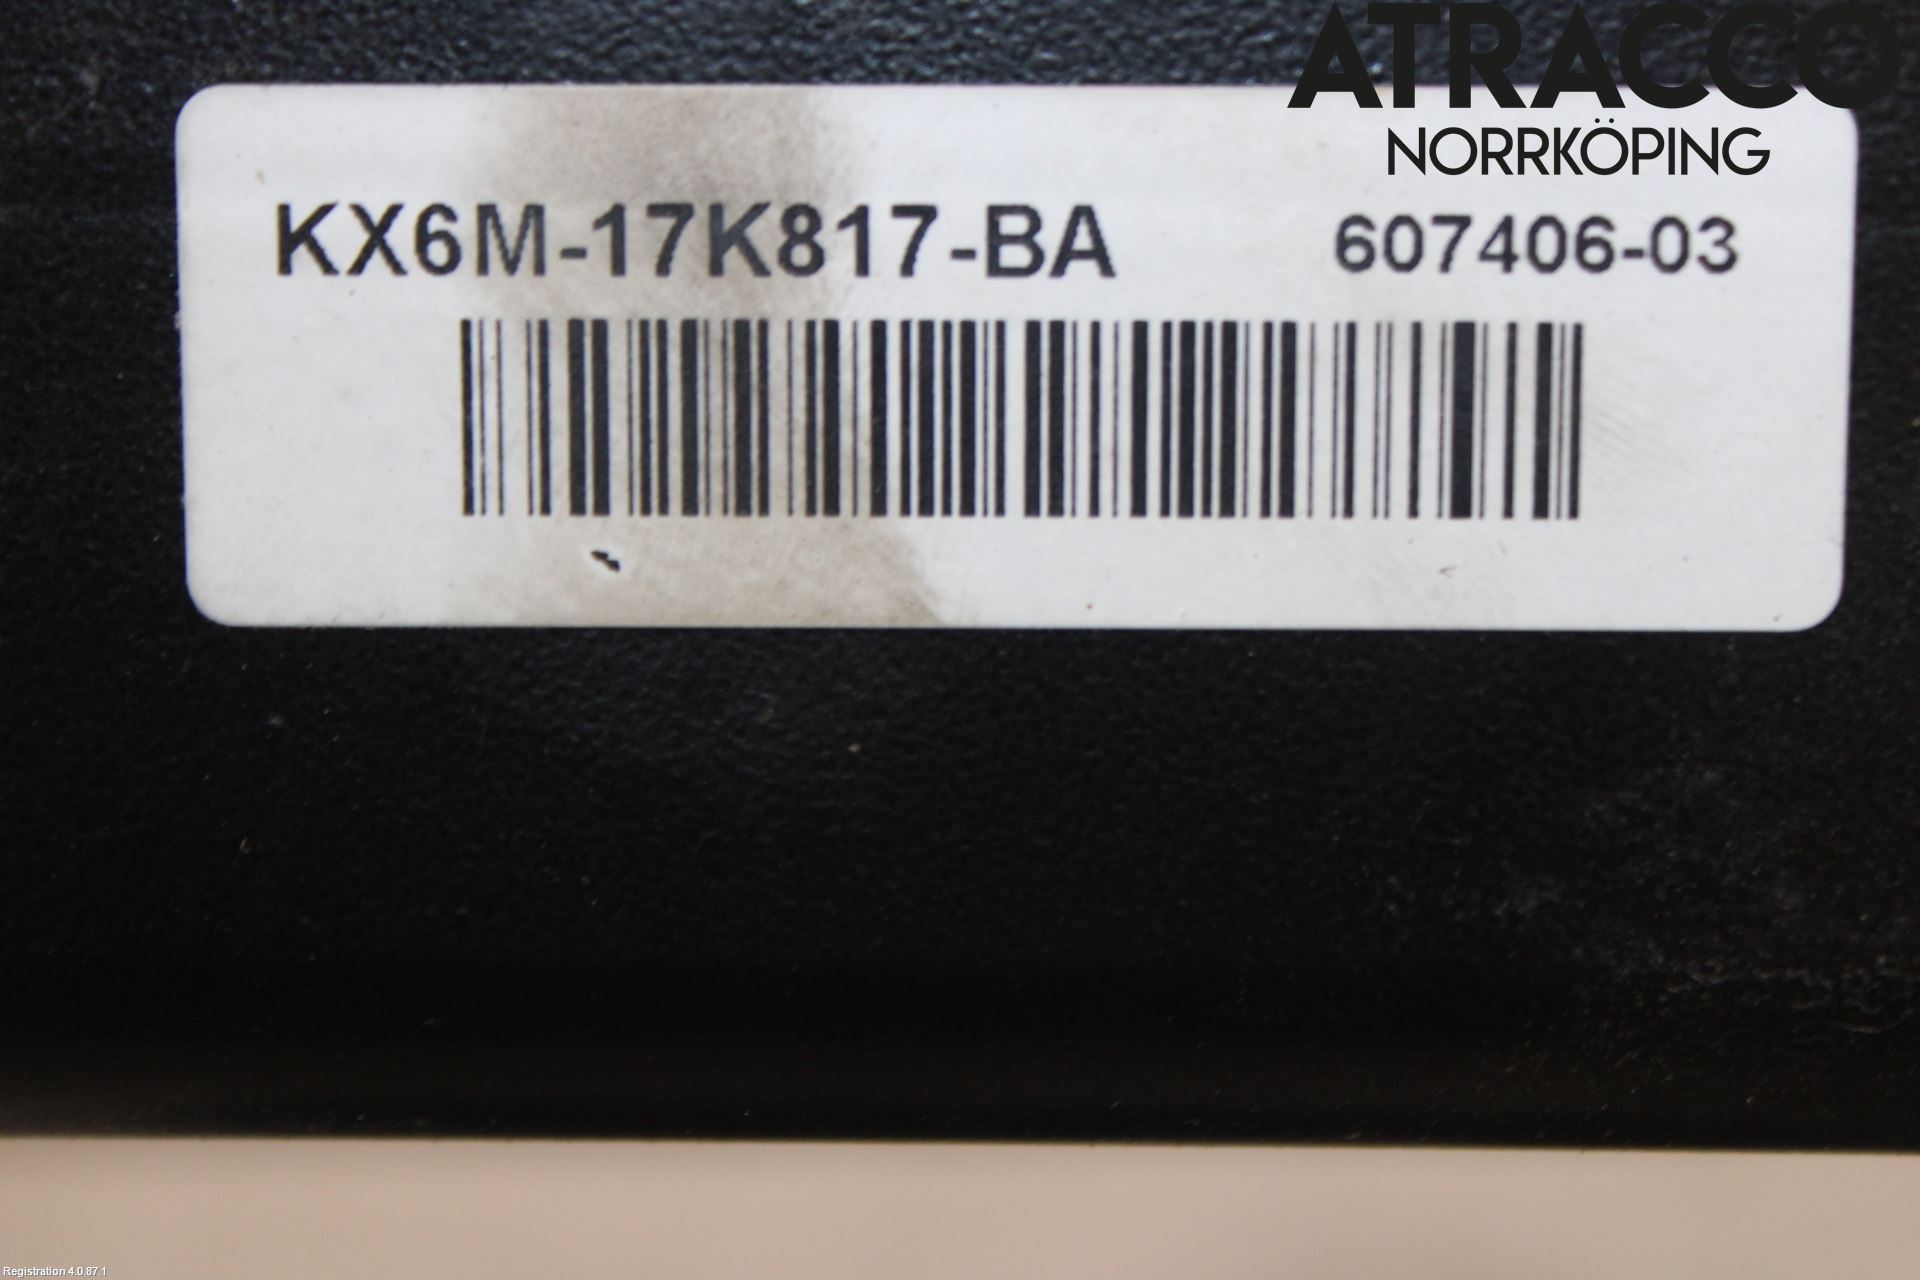 ATRACCO
NORRKÖPING
KX6M-17K817-BA 607406-03
Registration 4.0.87.1